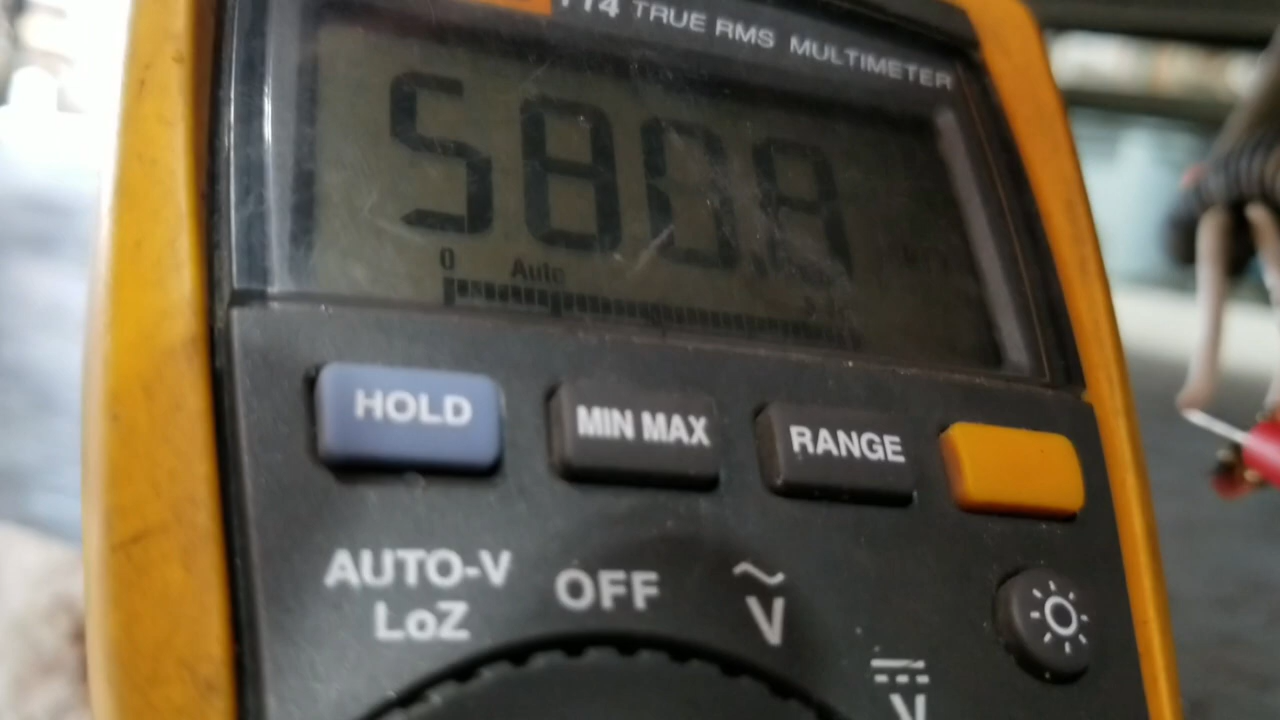 114 TRUE RMS MULTIMETER
0 Auto
HOLD MIN MAX RANGE
AUTO-V OFF V
LoZ
V